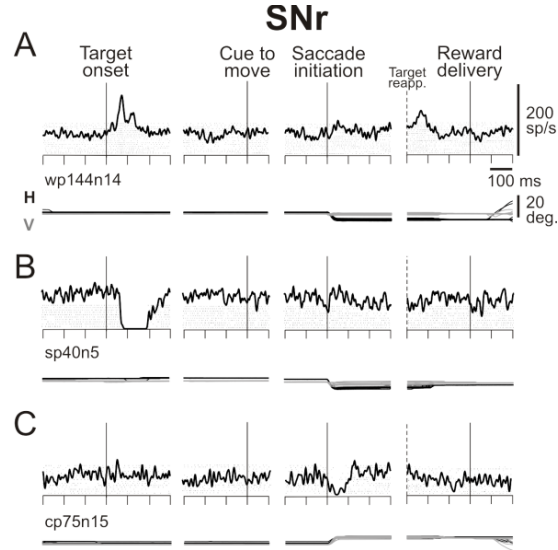 SNr
A
Target onset
Cue to move
Saccade initiation
Target reapp.
Reward delivery
200 sp/s
wp144n14
100 ms
H
V
20 deg.
B
sp40n5
C
cp75n15